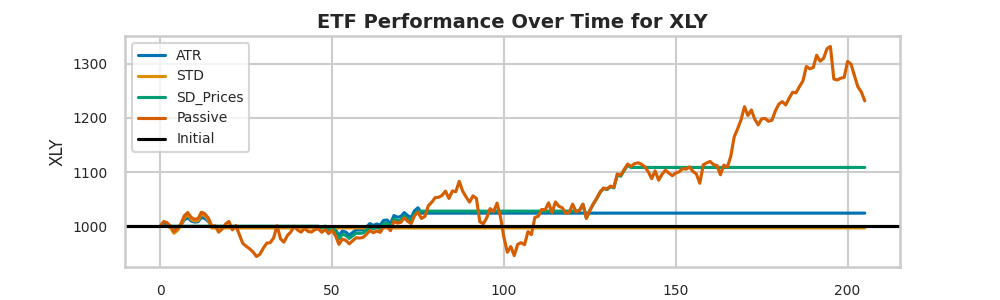 ETF Performance Over Time for XLY
ATR
STD
SD_Prices
Passive
Initial
XLY
1300
1200
1100
1000
0
50
100
150
200